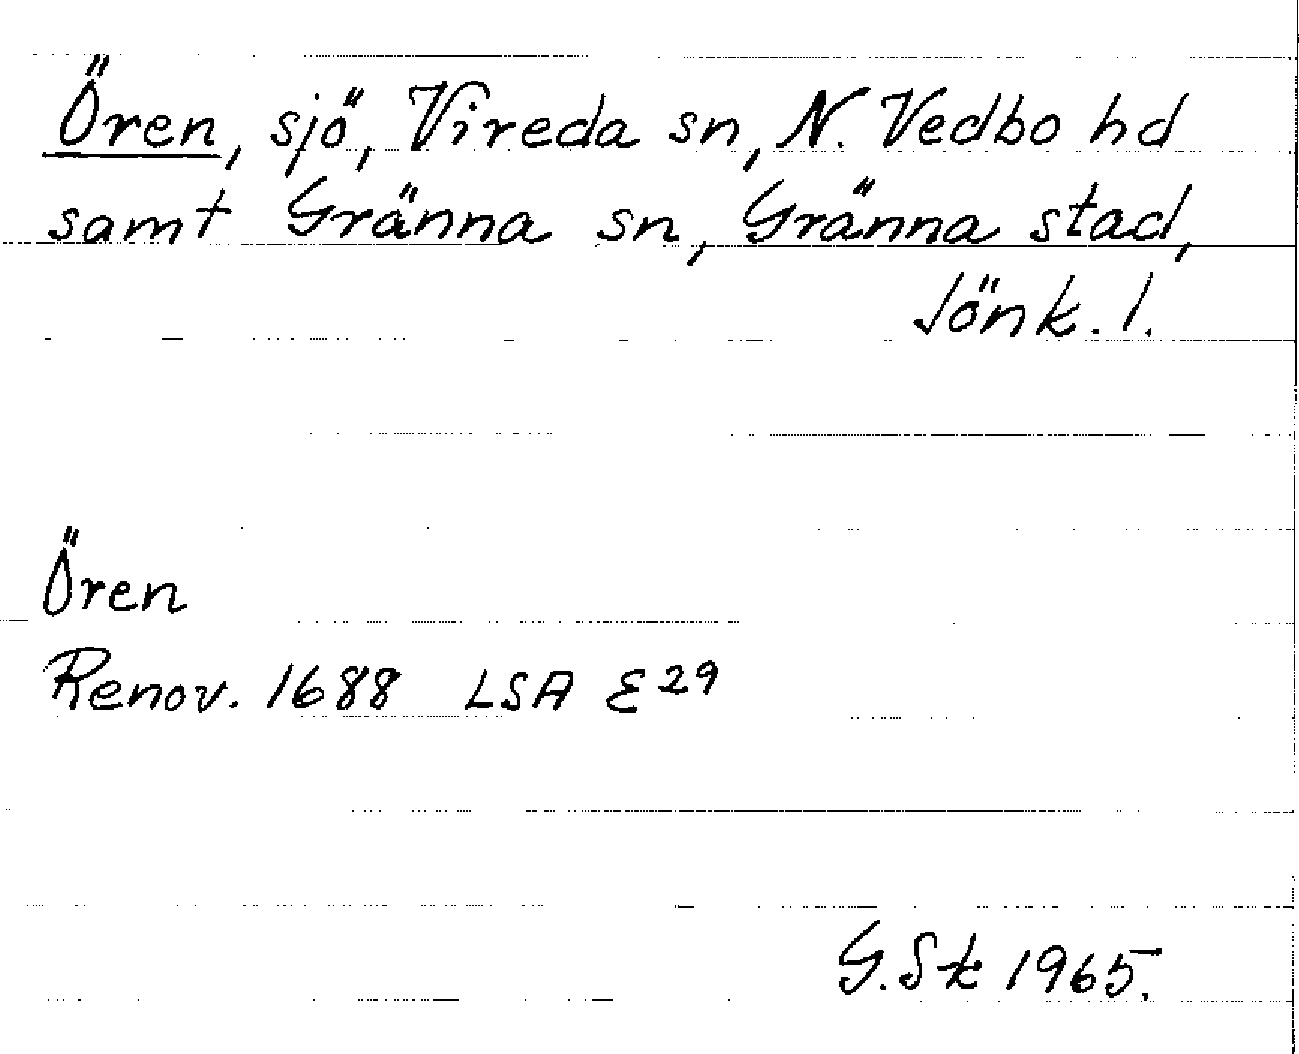 Ören, sjö, Vireda sn, N. Vedbo hd
samt Gränna sn, Gränna stad,
Jönk. l.
Ören
Renov. 1688 LSA E29
G. Sk 1965.